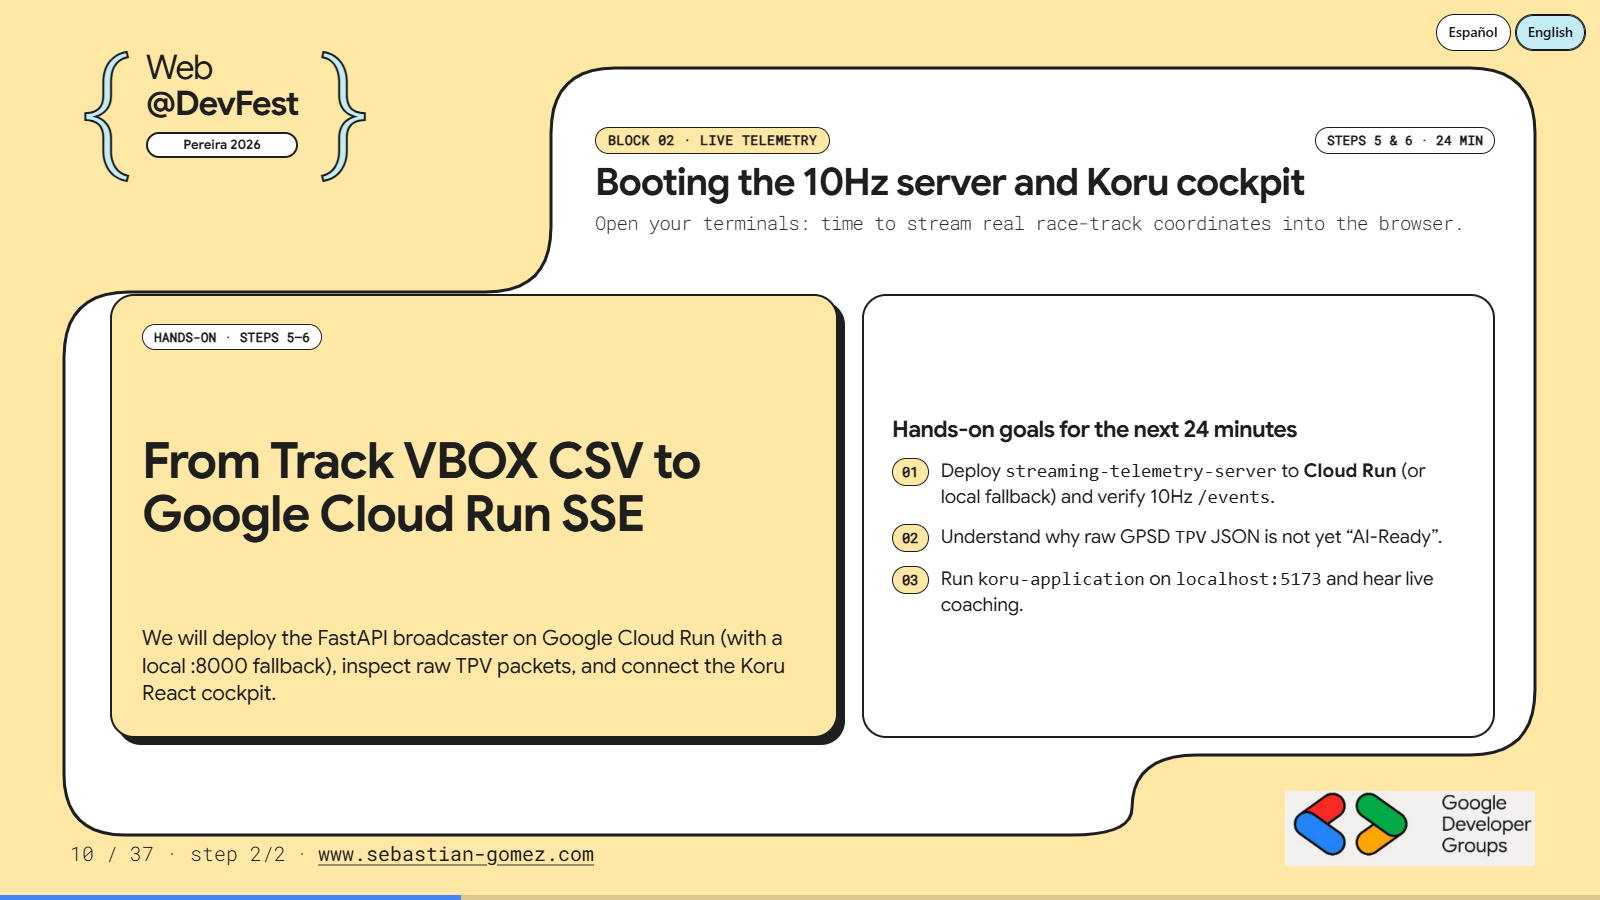 Español
English
Web
@DevFest
Pereira 2026
BLOCK 02 · LIVE TELEMETRY
STEPS 5 & 6 · 24 MIN
Booting the 10Hz server and Koru cockpit
Open your terminals: time to stream real race-track coordinates into the browser.
HANDS-ON · STEPS 5–6
From Track VBOX CSV to
Google Cloud Run SSE
We will deploy the FastAPI broadcaster on Google Cloud Run (with a
local :8000 fallback), inspect raw TPV packets, and connect the Koru
React cockpit.
Hands-on goals for the next 24 minutes
01 Deploy streaming-telemetry-server to Cloud Run (or
local fallback) and verify 10Hz /events.
02 Understand why raw GPSD TPV JSON is not yet “AI-Ready”.
03 Run koru-application on localhost:5173 and hear live
coaching.
10 / 37 · step 2/2 · www.sebastian-gomez.com
Google
Developer
Groups